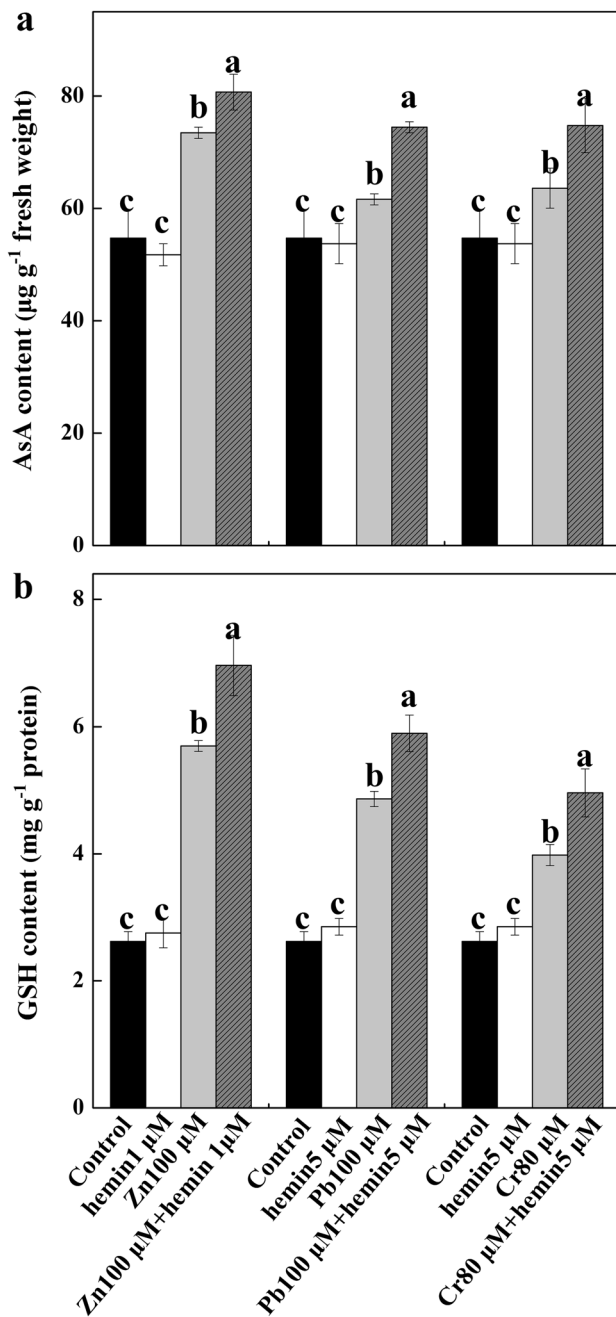 a
AsA content (μg g-1 fresh weight)
80
60
40
20
0
c
c
b
a
c
c
b
a
c
c
b
a
b
GSH content (mg g-1 protein)
8
6
4
2
0
c
c
b
a
c
c
b
a
c
c
b
a
Control
hemin1 μM
Zn100 μM
Zn100 μM+hemin 1μM
Control
hemin5 μM
Pb100 μM
Pb100 μM+hemin5 μM
Control
hemin5 μM
Cr80 μM
Cr80 μM+hemin5 μM